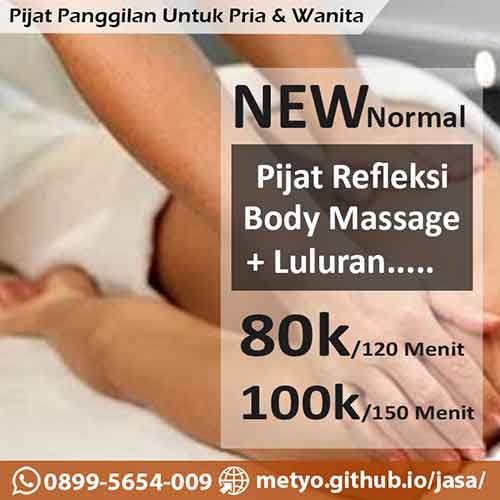 Pijat Panggilan Untuk Pria & Wanita
NEW Normal
Pijat Refleksi
Body Massage
+ Luluran.....
80k/120 Menit
100k/150 Menit
0899-5654-009 metyo.github.io/jasa/